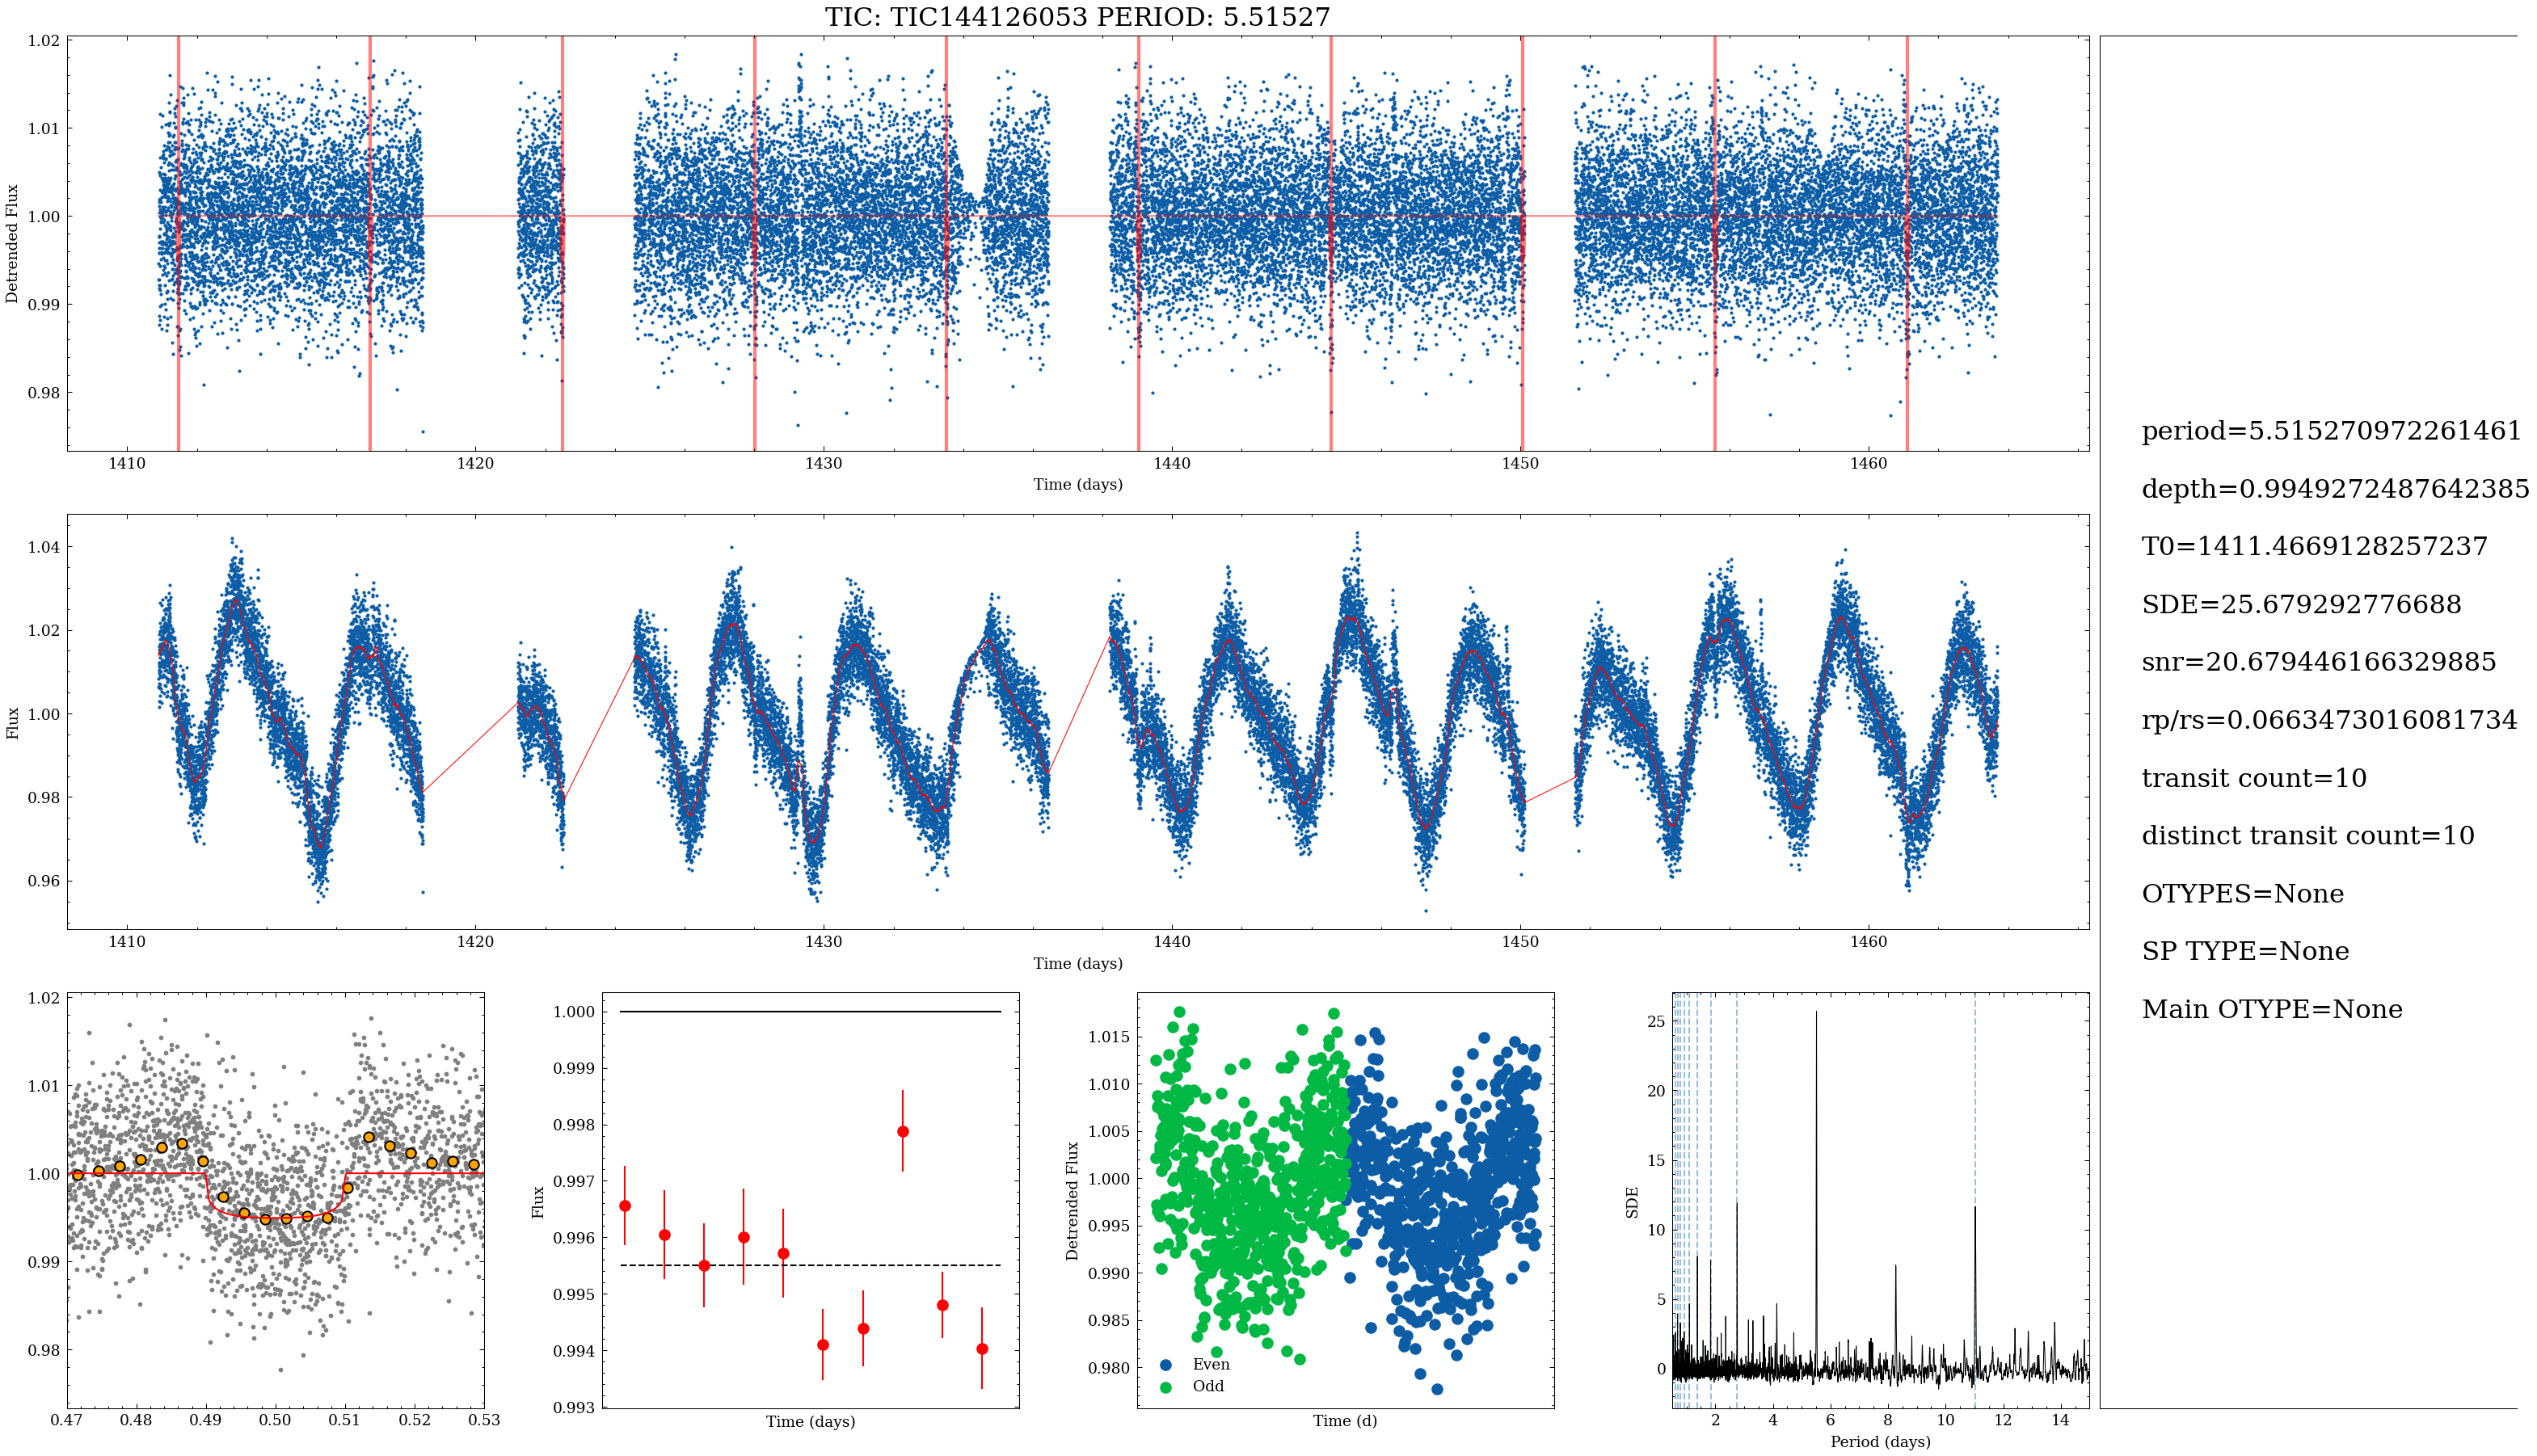 TIC: TIC144126053 PERIOD: 5.51527
1.02
1.01
1.00
0.99
0.98
Detrended Flux
1410
1420
1430
1440
1450
1460
Time (days)
1.04
1.02
1.00
0.98
0.96
Flux
1410
1420
1430
1440
1450
1460
Time (days)
period=5.515270972261461
depth=0.9949272487642385
T0=1411.4669128257237
SDE=25.679292776688
snr=20.679446166329885
rp/rs=0.0663473016081734
transit count=10
distinct transit count=10
OTYPES=None
SP TYPE=None
Main OTYPE=None
1.02
1.01
1.00
0.99
0.98
0.47
0.48
0.49
0.50
0.51
0.52
0.53
1.000
0.999
0.998
0.997
0.996
0.995
0.994
0.993
Flux
Time (days)
1.015
1.010
1.005
1.000
0.995
0.990
0.985
0.980
Detrended Flux
Even
Odd
Time (d)
25
20
15
10
5
0
SDE
2
4
6
8
10
12
14
Period (days)